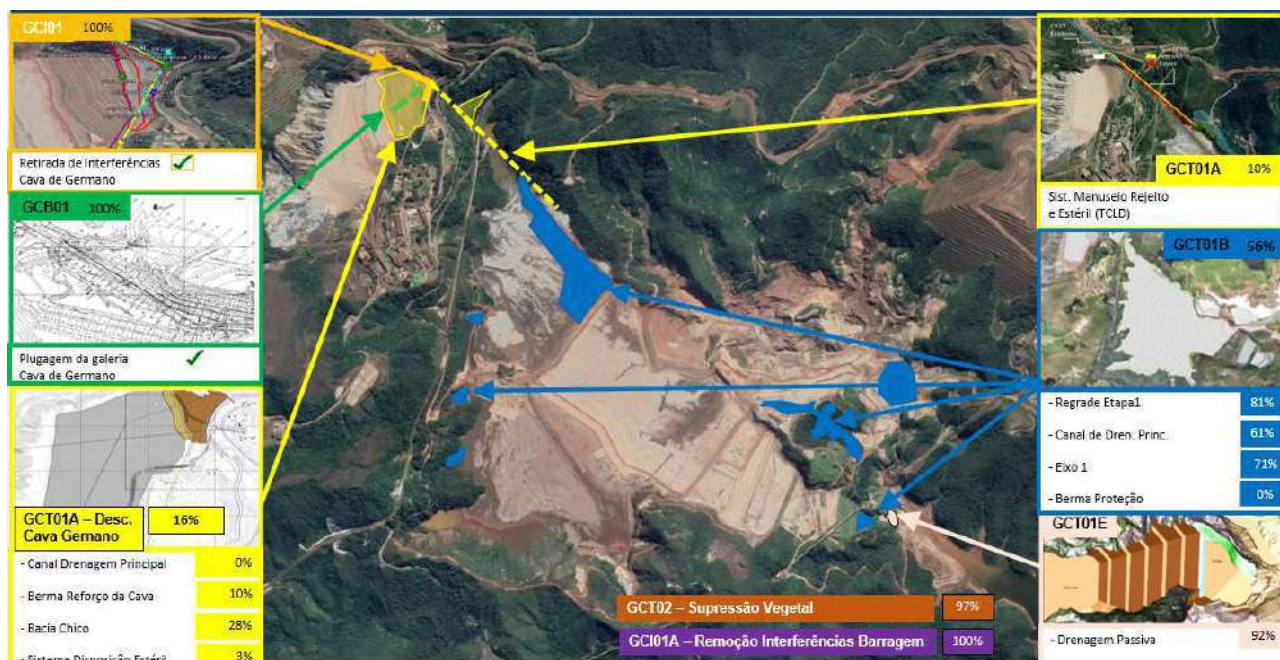 GCI01 100%
Retirada de Interferências
Cava de Germano
GCB01 100%
Plugagem da galeria
Cava de Germano
GCT01A – Desc.
Cava Gemano
16%
- Canal Drenagem Principal 0%
- Berma Reforço da Cava 10%
- Bacia Chico 28%
- Sistema Disposição Estéril 3%
GCT02 – Supressão Vegetal 97%
GCI01A – Remoção Interferências Barragem 100%
GCT01A 10%
Sist. Manuseio Rejeito
e Estéril (TCLD)
GCT01B 56%
- Regrade Etapa1 81%
- Canal de Dren. Princ. 61%
- Eixo 1 71%
- Berma Proteção 0%
GCT01E
- Drenagem Passiva 92%